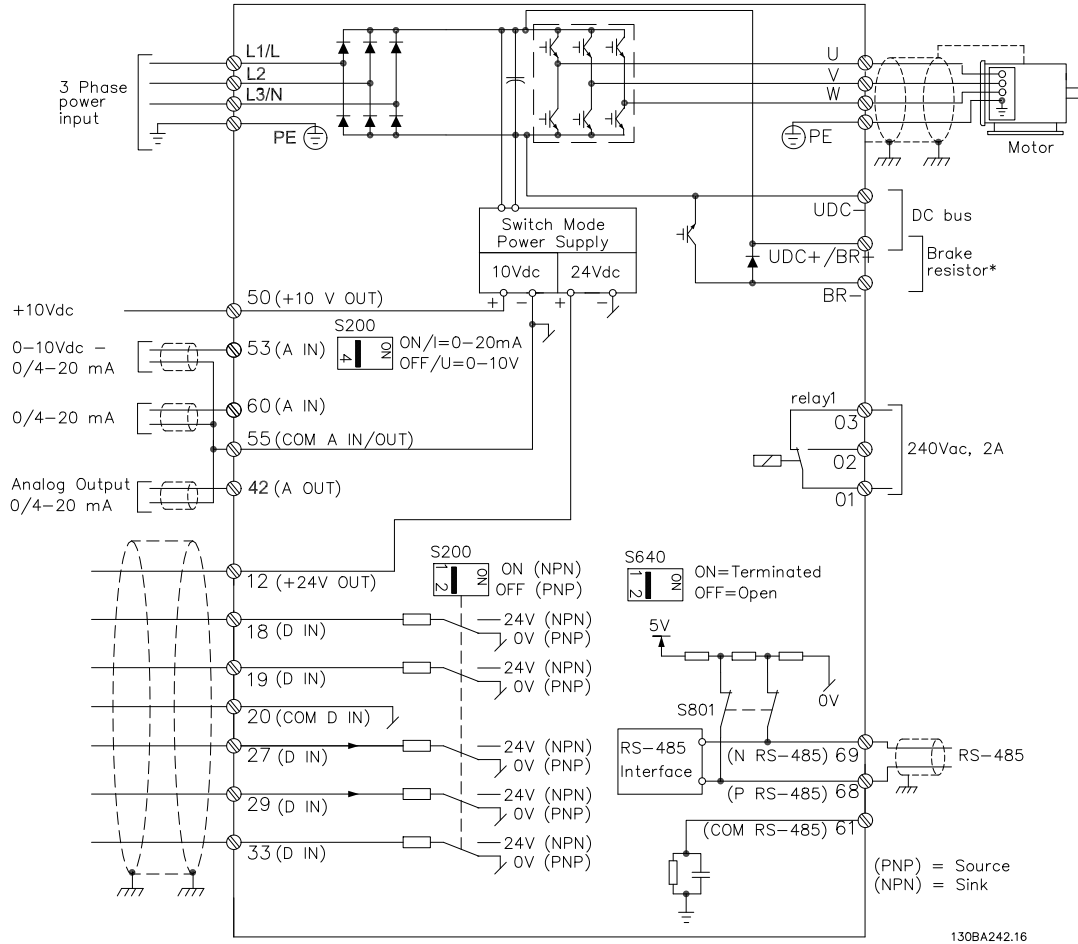 L1/L
L2
L3/N
3 Phase
power
input
PE
U
V
W
PE
Motor
UDC-
DC bus
UDC+/BR+
Brake
resistor*
BR-
Switch Mode
Power Supply
10Vdc
24Vdc
+ - + -
+10Vdc
50 (+10 V OUT)
S200
ON
4
ON/I=0-20mA
OFF/U=0-10V
0-10Vdc -
0/4-20 mA
53 (A IN)
0/4-20 mA
60 (A IN)
55 (COM A IN/OUT)
Analog Output
0/4-20 mA
42 (A OUT)
relay1
03
02
01
240Vac, 2A
12 (+24V OUT)
S200
ON
1 2
ON (NPN)
OFF (PNP)
S640
ON
1 2
ON=Terminated
OFF=Open
18 (D IN)
24V (NPN)
0V (PNP)
19 (D IN)
24V (NPN)
0V (PNP)
20 (COM D IN)
27 (D IN)
24V (NPN)
0V (PNP)
29 (D IN)
24V (NPN)
0V (PNP)
33 (D IN)
24V (NPN)
0V (PNP)
5V
0V
S801
RS-485
Interface
(N RS-485) 69
RS-485
(P RS-485) 68
(COM RS-485) 61
(PNP) = Source
(NPN) = Sink
130BA242.16